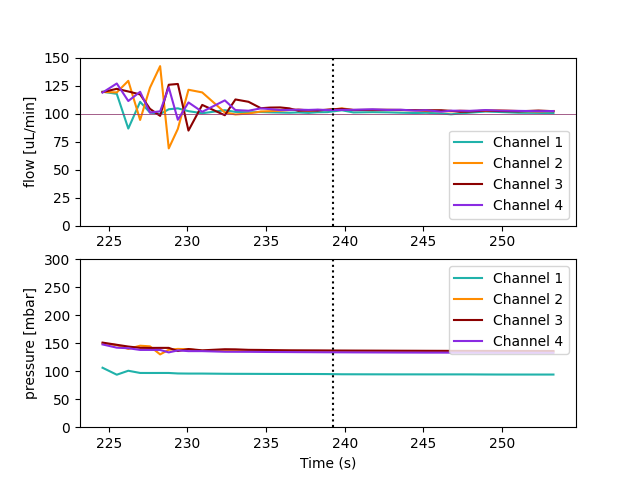 150
125
100
75
50
25
0
flow [uL/min]
Channel 1
Channel 2
Channel 3
Channel 4
225 230 235 240 245 250
300
250
200
150
100
50
0
pressure [mbar]
Channel 1
Channel 2
Channel 3
Channel 4
225 230 235 240 245 250
Time (s)